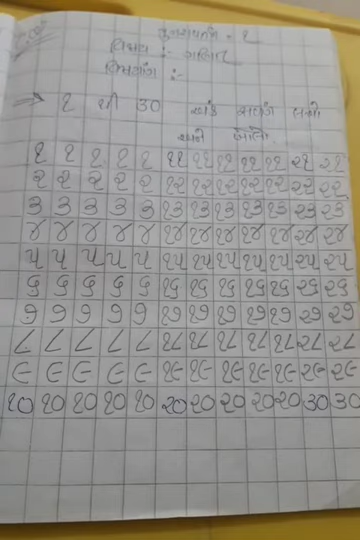 વિષય :- ગણિત
વિભાગ :-
→ ૧ થી ૩૦ સળંગ લખો
અને બોલો.
૧ ૧ ૧ ૧ ૧ ૧૧ ૧૧ ૧૧ ૧૧ ૧૧ ૨૧ ૨૧
૨ ૨ ૨ ૨ ૨ ૧૨ ૧૨ ૧૨ ૧૨ ૧૨ ૨૨ ૨૨
૩ ૩ ૩ ૩ ૩ ૧૩ ૧૩ ૧૩ ૧૩ ૧૩ ૨૩ ૨૩
૪ ૪ ૪ ૪ ૪ ૧૪ ૧૪ ૧૪ ૧૪ ૧૪ ૨૪ ૨૪
૫ ૫ ૫ ૫ ૫ ૧૫ ૧૫ ૧૫ ૧૫ ૧૫ ૨૫ ૨૫
૬ ૬ ૬ ૬ ૬ ૧૬ ૧૬ ૧૬ ૧૬ ૧૬ ૨૬ ૨૬
૭ ૭ ૭ ૭ ૭ ૧૭ ૧૭ ૧૭ ૧૭ ૧૭ ૨૭ ૨૭
૮ ૮ ૮ ૮ ૮ ૧૮ ૧૮ ૧૮ ૧૮ ૧૮ ૨૮ ૨૮
૯ ૯ ૯ ૯ ૯ ૧૯ ૧૯ ૧૯ ૧૯ ૧૯ ૨૯ ૨૯
૧૦ ૧૦ ૧૦ ૧૦ ૧૦ ૨૦ ૨૦ ૨૦ ૨૦ ૨૦ ૩૦ ૩૦